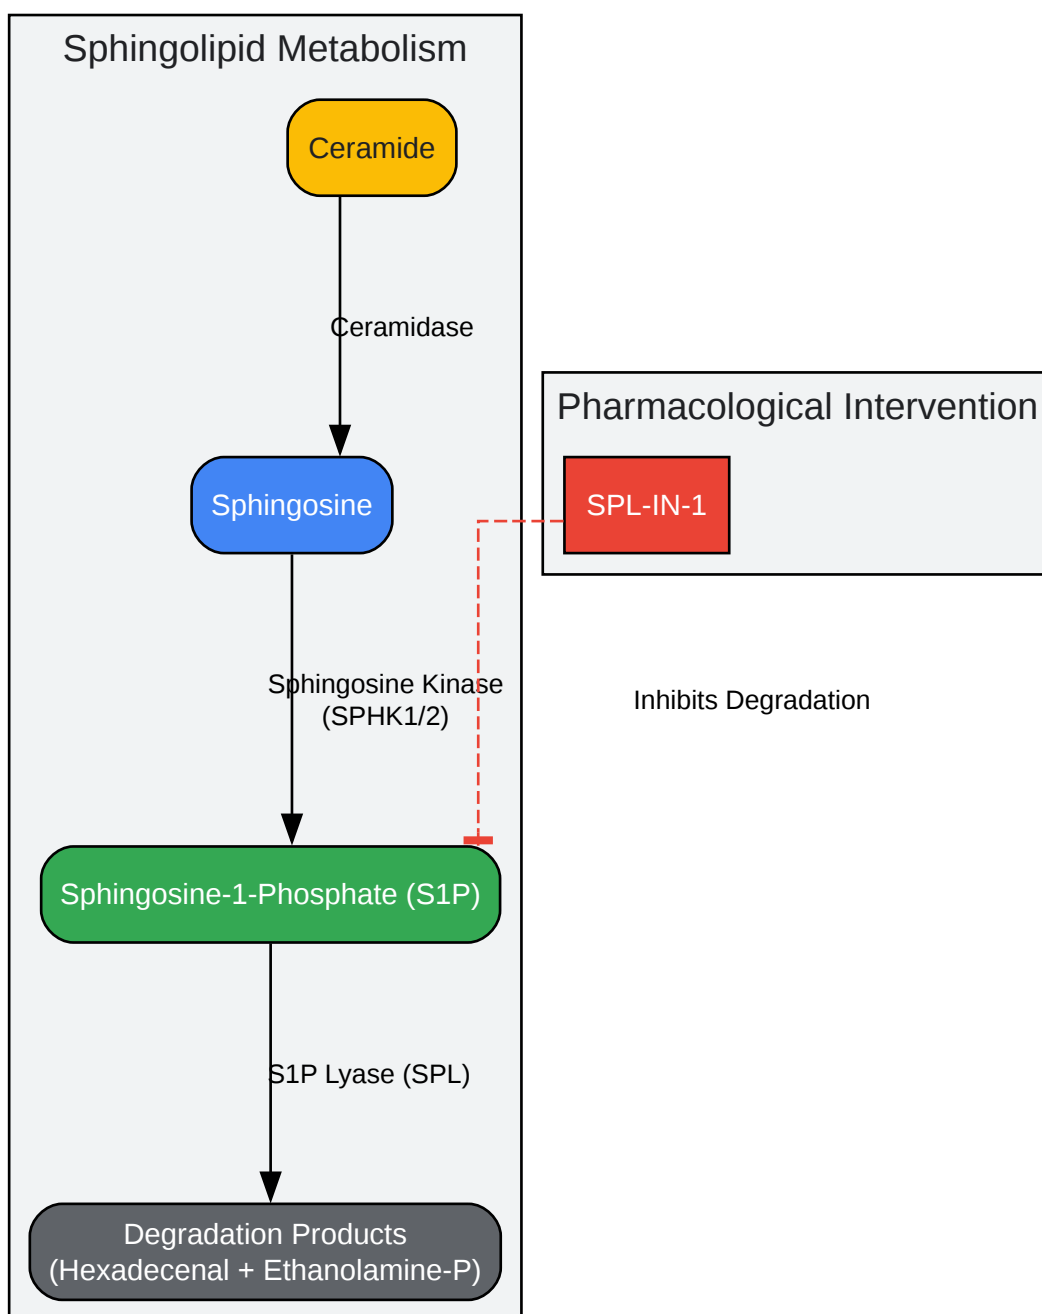 Sphingolipid Metabolism
Ceramide
Ceramidase
Pharmacological Intervention
Sphingosine
SPL-IN-1
Sphingosine Kinase
(SPHK1/2)
Inhibits Degradation
Sphingosine-1-Phosphate (S1P)
S1P Lyase (SPL)
Degradation Products
(Hexadecenal + Ethanolamine-P)